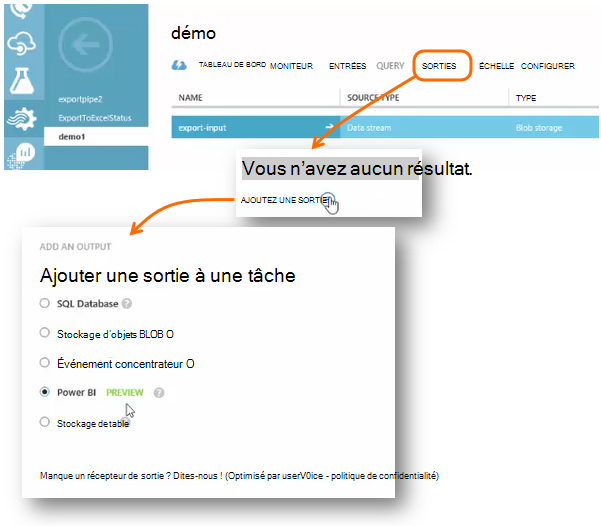 démo
TABLEAU DE BORD MONITEUR ENTRÉES QUERY SORTIES ÉCHELLE CONFIGURER
NAME SOURCE TYPE TYPE
exportpipe2
ExportToExcelStatus
demo1
export-input Data stream Blob storage
Vous n'avez aucun résultat.
AJOUTEZ UNE SORTIE
ADD AN OUTPUT
Ajouter une sortie à une tâche
SQL Database ?
Stockage d'objets BLOB O
Événement concentrateur O
Power BI PREVIEW ?
Stockage de table
Manque un récepteur de sortie ? Dites-nous ! (Optimisé par userV0ice - politique de confidentialité)